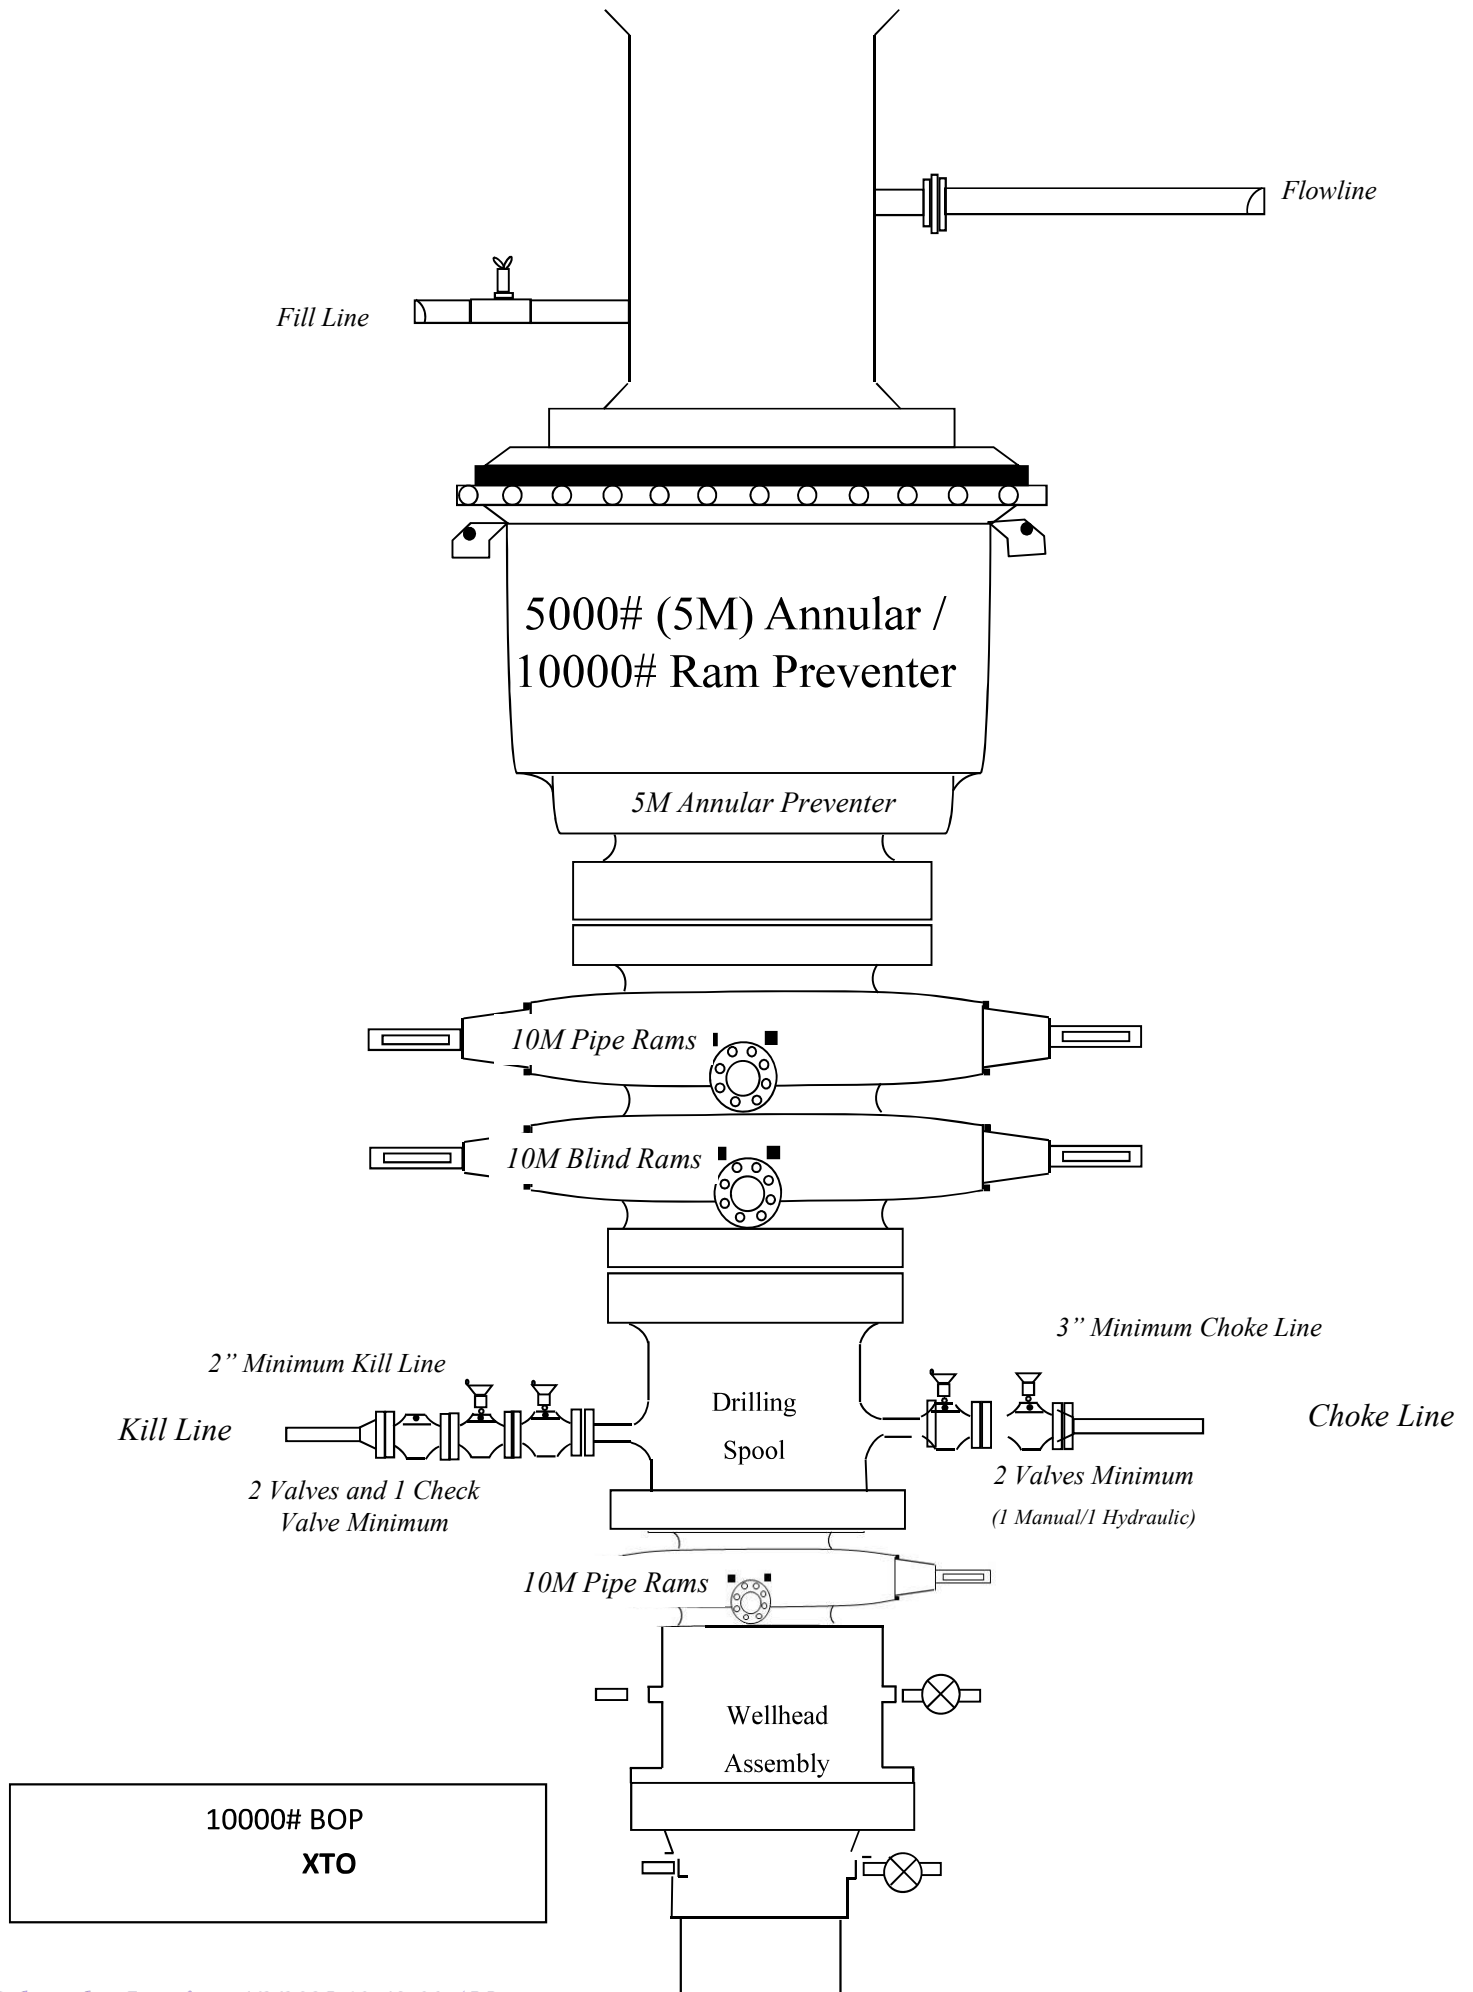 Flowline
Fill Line
5000# (5M) Annular /
10000# Ram Preventer
5M Annular Preventer
10M Pipe Rams
10M Blind Rams
3” Minimum Choke Line
2” Minimum Kill Line
Drilling
Spool
Kill Line
Choke Line
2 Valves and 1 Check
Valve Minimum
2 Valves Minimum
(1 Manual/1 Hydraulic)
10M Pipe Rams
Wellhead
Assembly
10000# BOP
XTO